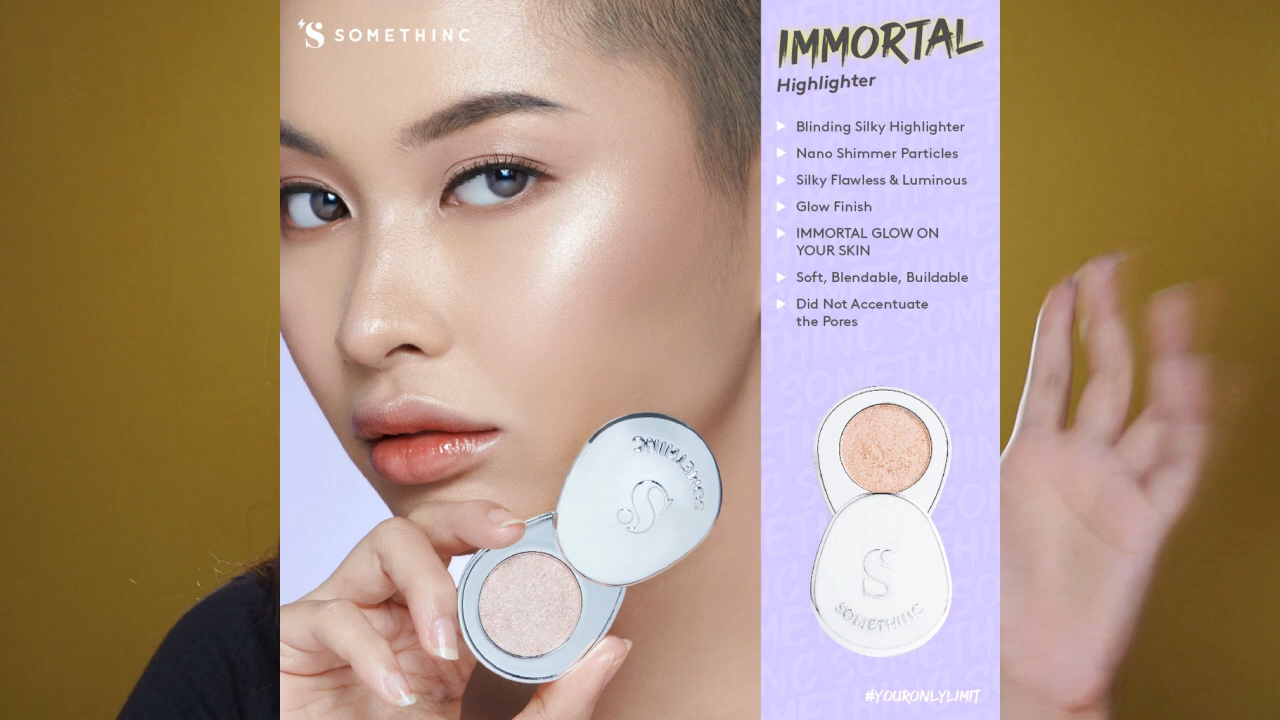 SOMETHINC
IMMORTAL
Highlighter
Blinding Silky Highlighter
Nano Shimmer Particles
Silky Flawless & Luminous
Glow Finish
IMMORTAL GLOW ON
YOUR SKIN
Soft, Blendable, Buildable
Did Not Accentuate
the Pores
SOMETHINC
S
S
SOMETHINC
#YOURONLYLIMIT